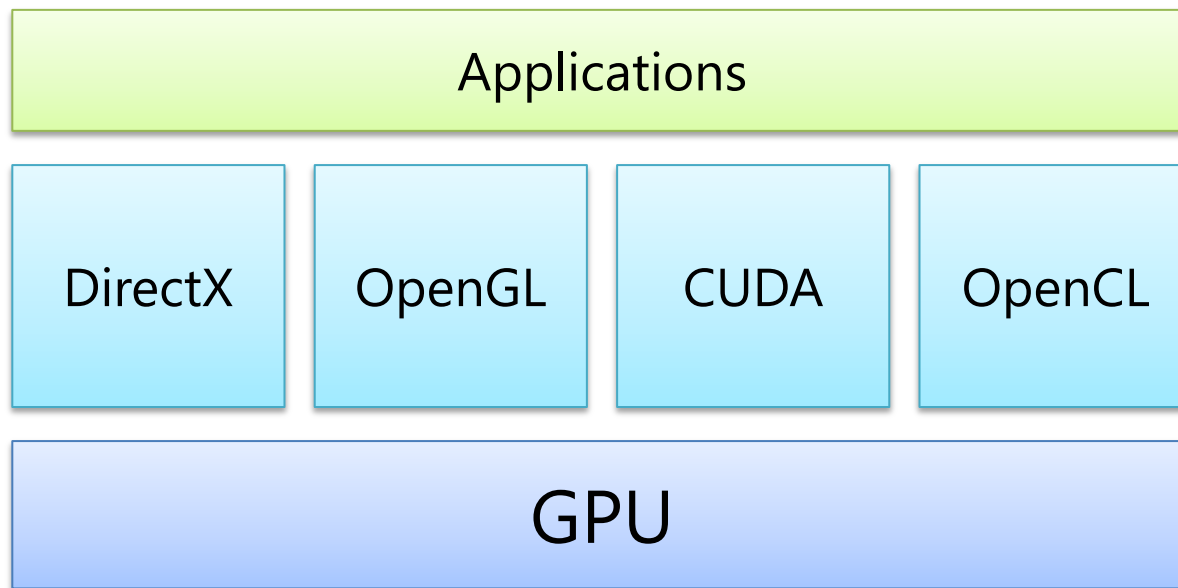 Applications
DirectX
OpenGL
CUDA
OpenCL
GPU